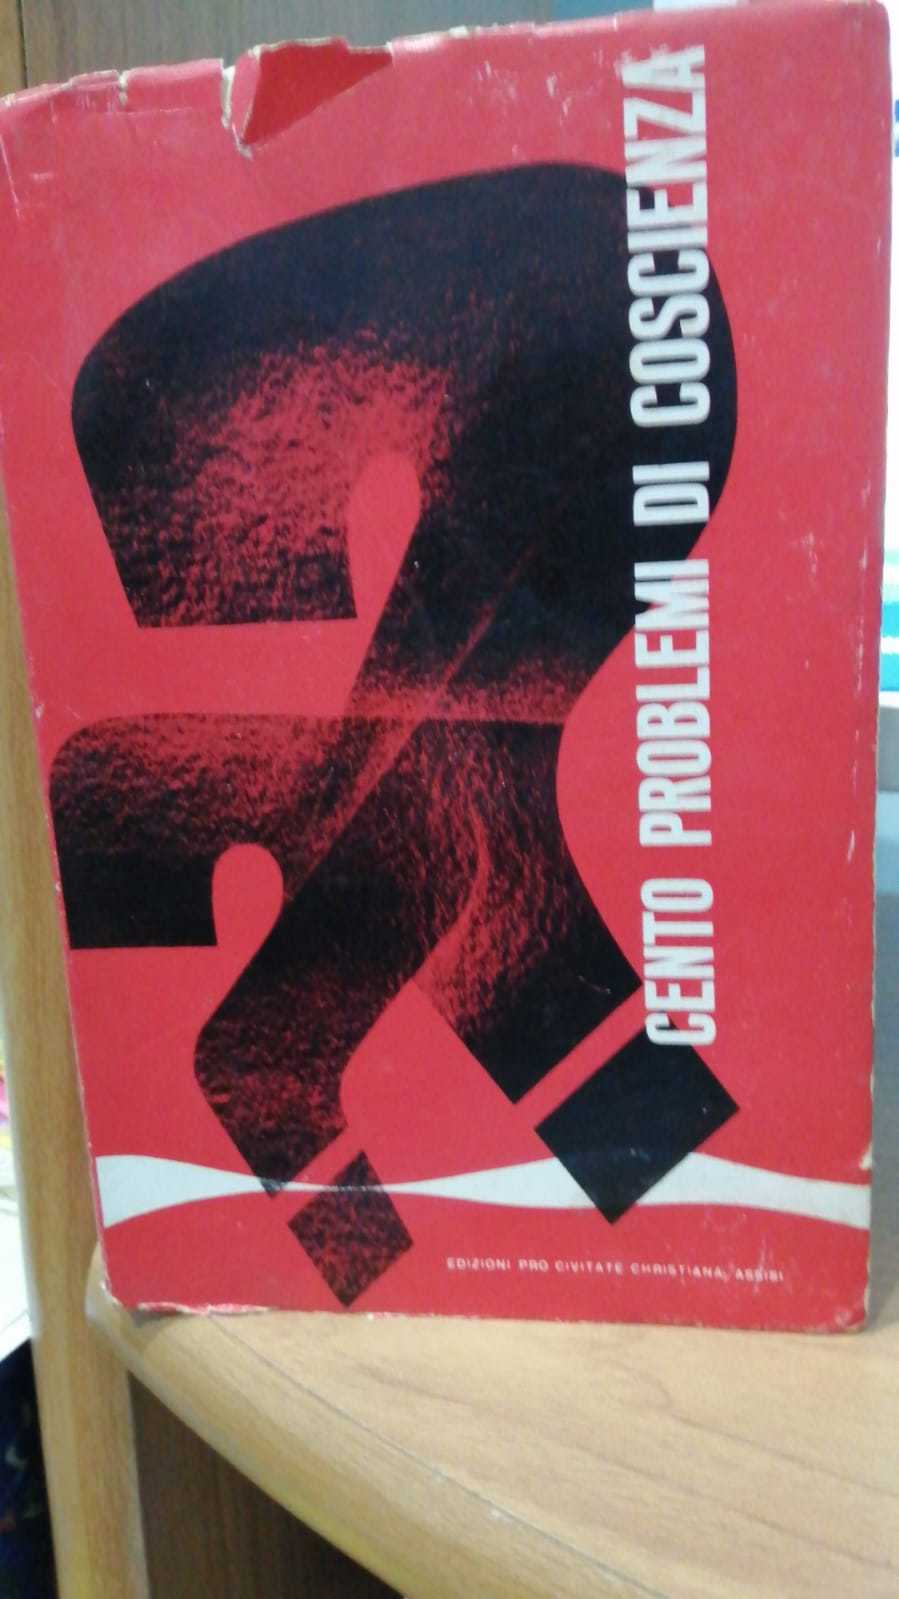 CENTO PROBLEMI DI COSCIENZA
EDIZIONI PRO CIVITATE CHRISTIANA, ASSISI